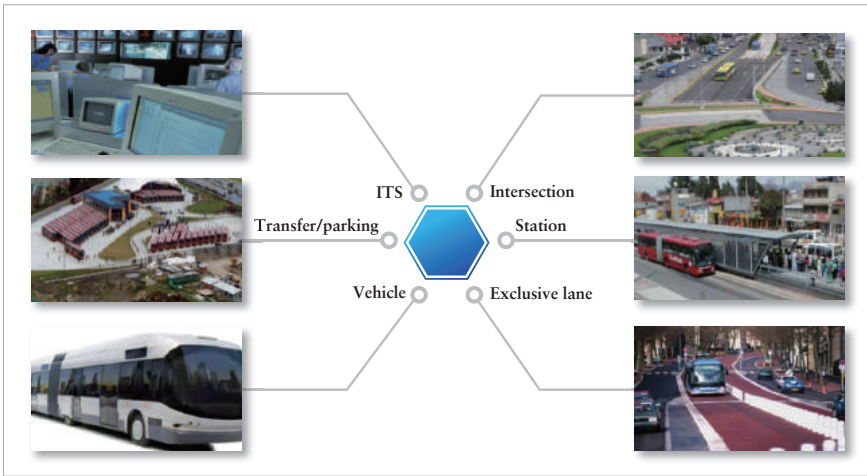 ITS
Intersection
Transfer/parking
Station
Vehicle
Exclusive lane